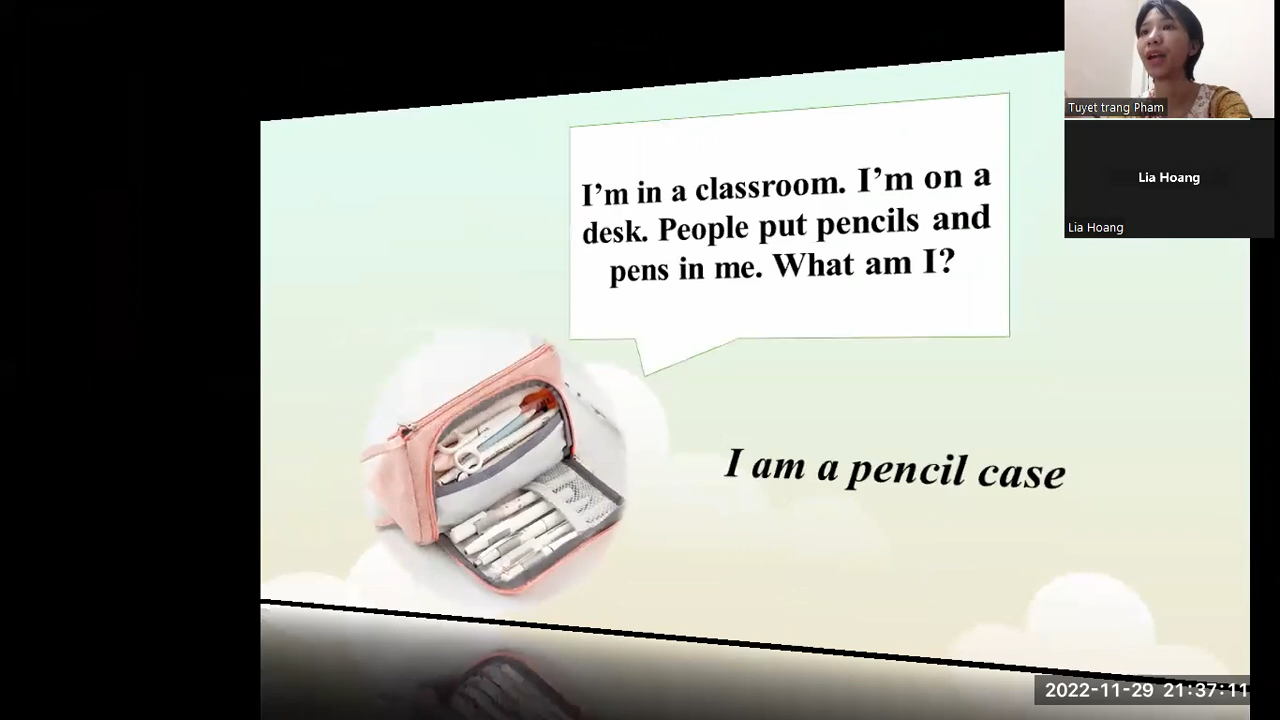 Tuyet trang Pham
Lia Hoang
Lia Hoang
I'm in a classroom. I'm on a
desk. People put pencils and
pens in me. What am I?
I am a pencil case
2022-11-29 21:37:11